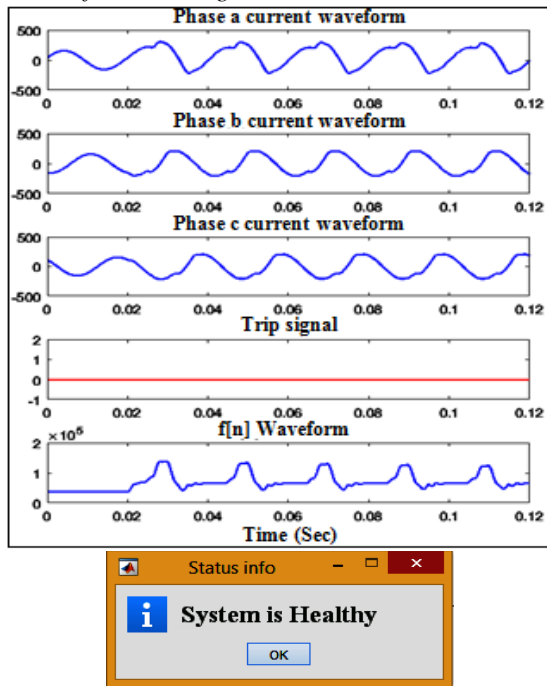 Phase a current waveform
500
0
-500
0 0.02 0.04 0.06 0.08 0.1 0.12
Phase b current waveform
500
0
-500
0 0.02 0.04 0.06 0.08 0.1 0.12
Phase c current waveform
500
0
-500
0 0.02 0.04 0.06 0.08 0.1 0.12
Trip signal
2
1
0
-1
0 0.02 0.04 0.06 0.08 0.1 0.12
f[n] Waveform
×10⁵
2
1
0
0 0.02 0.04 0.06 0.08 0.1 0.12
Time (Sec)
Status info
System is Healthy
OK